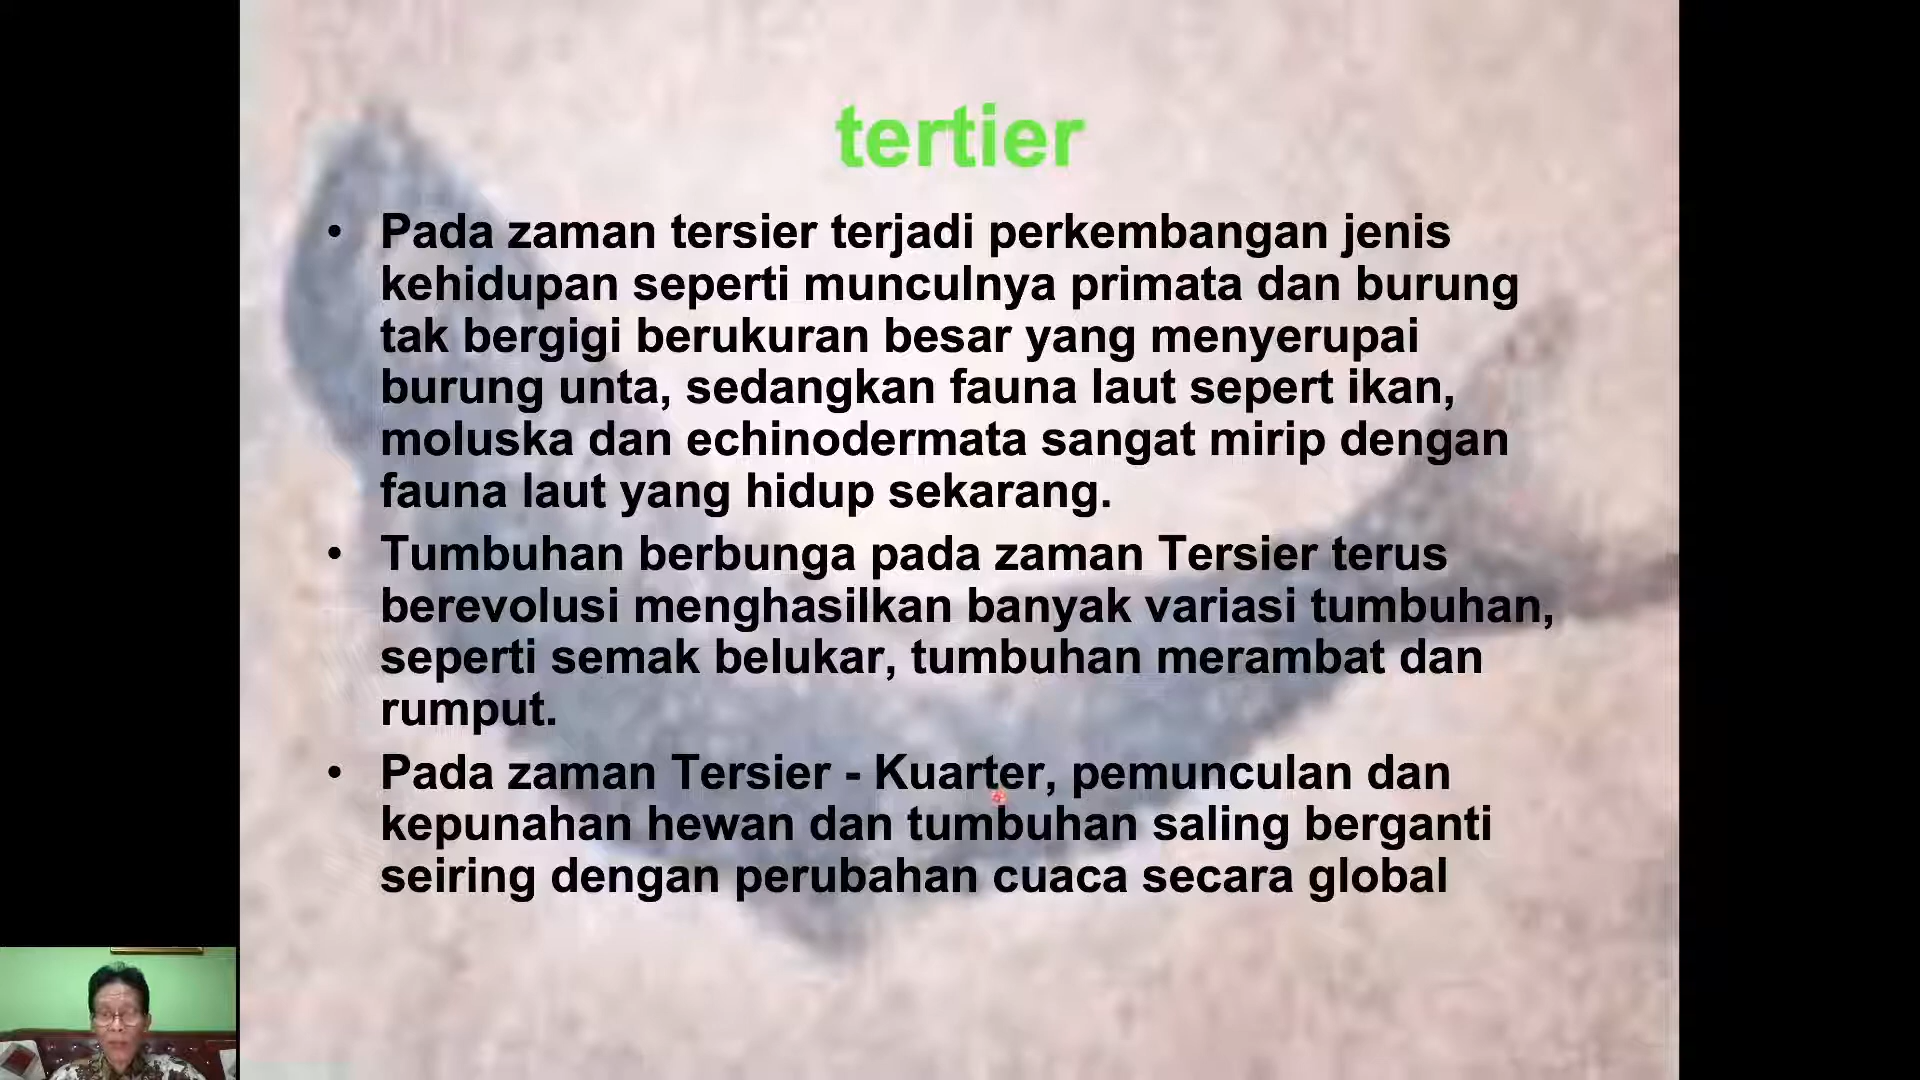 tertier
• Pada zaman tersier terjadi perkembangan jenis
kehidupan seperti munculnya primata dan burung
tak bergigi berukuran besar yang menyerupai
burung unta, sedangkan fauna laut sepert ikan,
moluska dan echinodermata sangat mirip dengan
fauna laut yang hidup sekarang.
• Tumbuhan berbunga pada zaman Tersier terus
berevolusi menghasilkan banyak variasi tumbuhan,
seperti semak belukar, tumbuhan merambat dan
rumput.
• Pada zaman Tersier - Kuarter, pemunculan dan
kepunahan hewan dan tumbuhan saling berganti
seiring dengan perubahan cuaca secara global